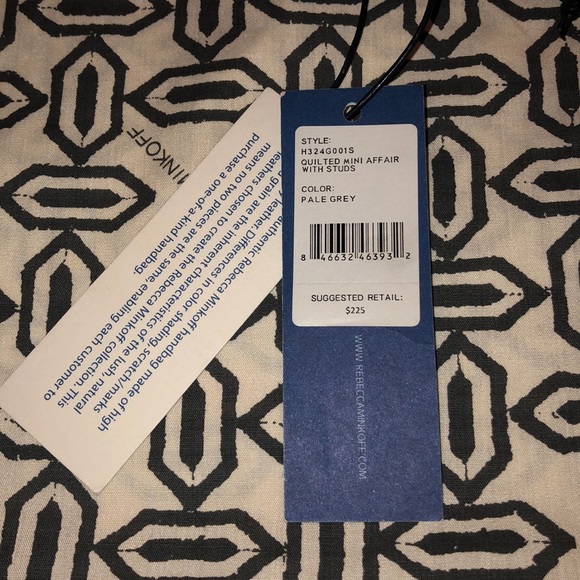 STYLE:
H324G001S
QUILTED MINI AFFAIR
WITH STUDS
COLOR:
PALE GREY
8 46632 46393 2
SUGGESTED RETAIL:
$225
WWW.REBECCAMINKOFF.COM
MINKOFF
authentic Rebecca Minkoff handbag made of high
leather. Differences in color shading, scratch/marks
grain are the inherent characteristics of the lush, natural
leathers chosen to create the Rebecca Minkoff collection. This
means no two pieces are the same, enabling each customer to
purchase a one-of-a-kind handbag.